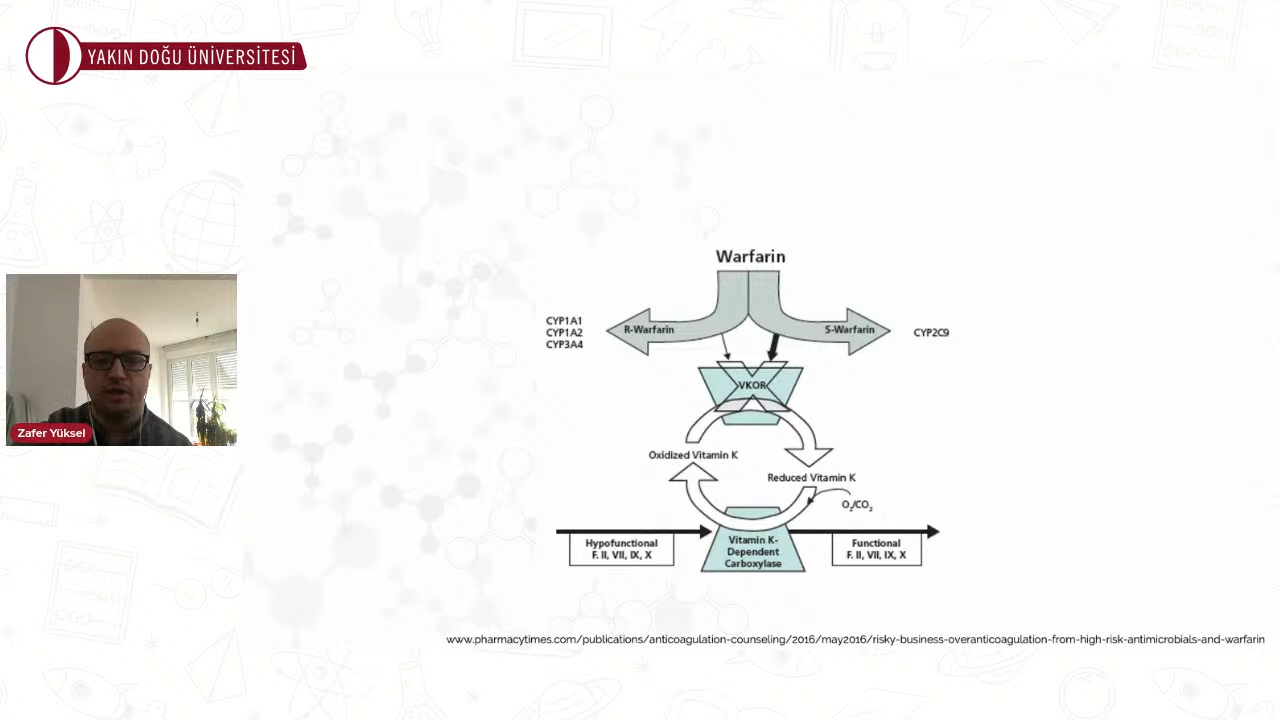 YAKIN DOĞU ÜNİVERSİTESİ
Warfarin
CYP1A1
CYP1A2
CYP3A4
R-Warfarin
S-Warfarin
CYP2C9
VKOR
Oxidized Vitamin K
Reduced Vitamin K
O₂/CO₂
Hypofunctional
F. II, VII, IX, X
Vitamin K-
Dependent
Carboxylase
Functional
F. II, VII, IX, X
Zafer Yüksel
www.pharmacytimes.com/publications/anticoagulation-counseling/2016/may2016/risky-business-overanticoagulation-from-high-risk-antimicrobials-and-warfarin